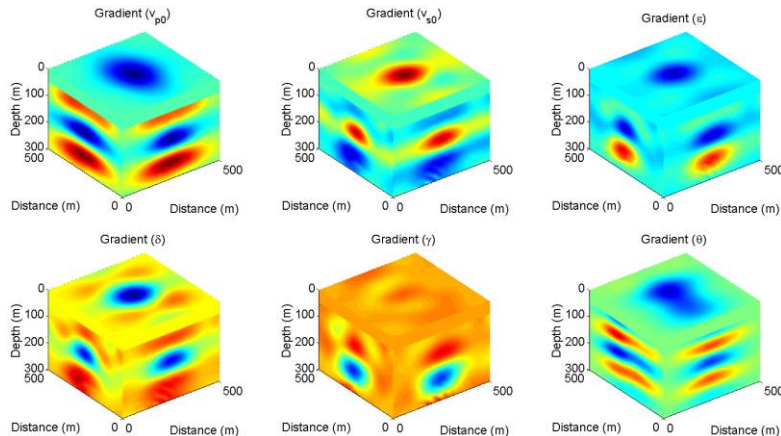 Gradient (vp0)
Gradient (vs0)
Gradient (ε)
0
100
200
300
500
Depth (m)
Distance (m)
0
0
Distance (m)
500
0
100
200
300
500
Depth (m)
Distance (m)
0
0
Distance (m)
500
0
100
200
300
500
Depth (m)
Distance (m)
0
0
Distance (m)
500
Gradient (δ)
Gradient (γ)
Gradient (θ)
0
100
200
300
500
Depth (m)
Distance (m)
0
0
Distance (m)
500
0
100
200
300
500
Depth (m)
Distance (m)
0
0
Distance (m)
500
0
100
200
300
500
Depth (m)
Distance (m)
0
0
Distance (m)
500